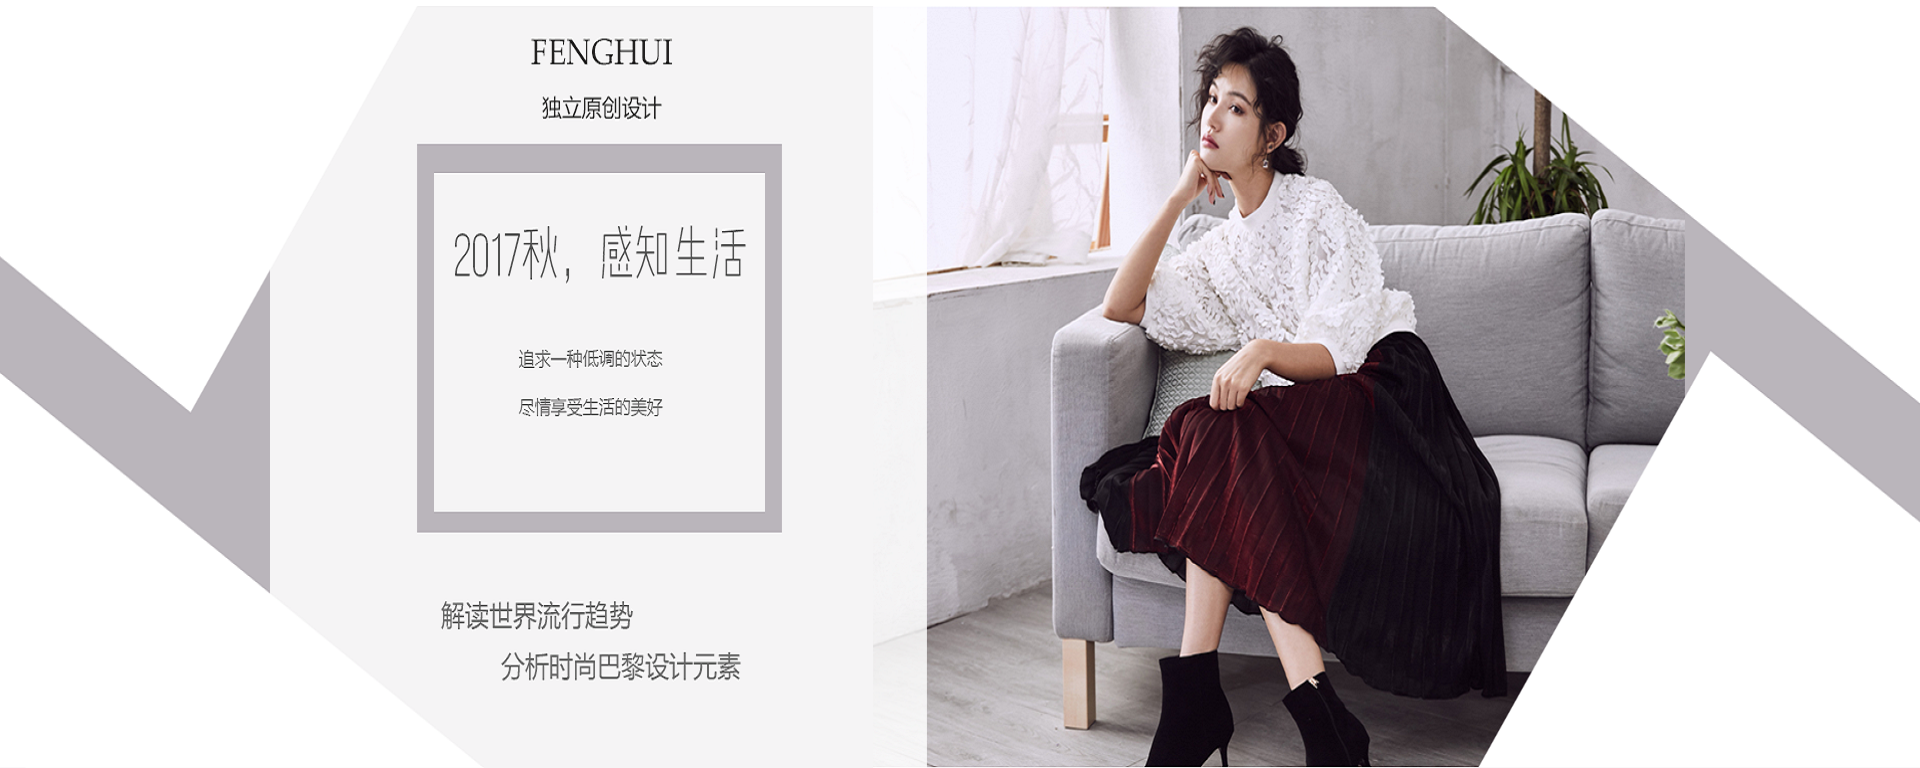 FENGHUI
独立原创设计
2017秋，感知生活
追求一种低调的状态
尽情享受生活的美好
解读世界流行趋势
分析时尚巴黎设计元素